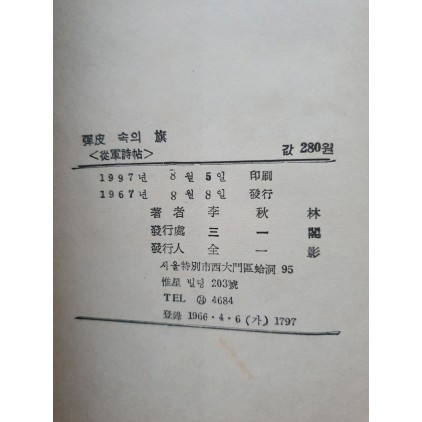 彈皮 속의 旗
<從軍詩帖> 값 280원
1997년 8월 5일 印刷
1967년 8월 8일 發行
著者 李秋林
發行處 三一閣
發行人 全一影
서울特別市西大門區蛤洞 95
惟星 빌딩 203號
TEL 4684
登錄 1966·4·6 (가) 1797